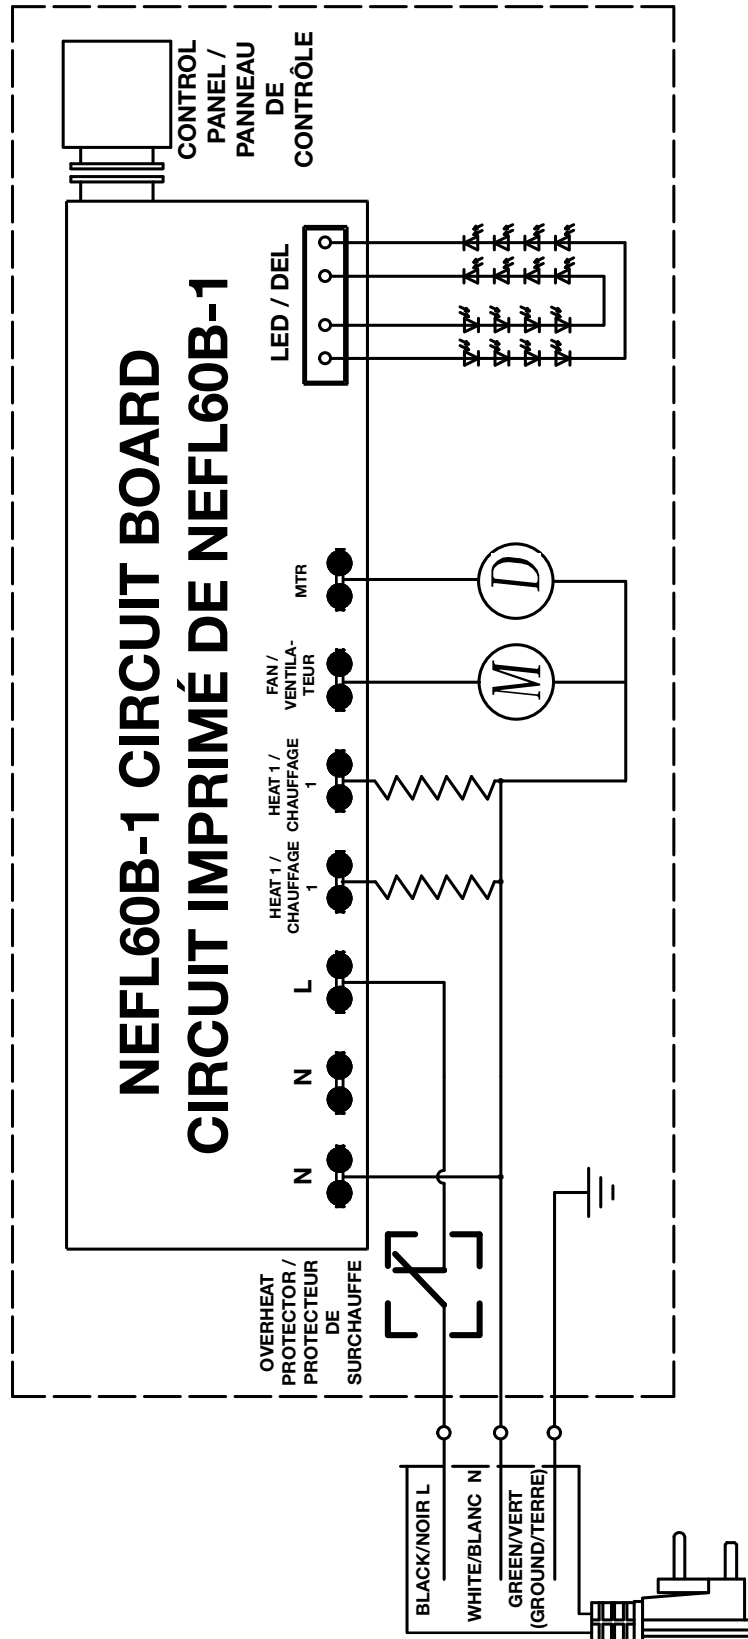 NEFL60B-1 CIRCUIT BOARD
CIRCUIT IMPRIMÉ DE NEFL60B-1
CONTROL
PANEL /
PANNEAU
DE
CONTRÔLE
OVERHEAT
PROTECTOR /
PROTECTEUR
DE
SURCHAUFFE
N
N
L
HEAT 1 /
CHAUFFAGE
1
HEAT 1 /
CHAUFFAGE
1
FAN /
VENTILA-
TEUR
MTR
LED / DEL
M
D
BLACK/NOIR L
WHITE/BLANC N
GREEN/VERT
(GROUND/TERRE)